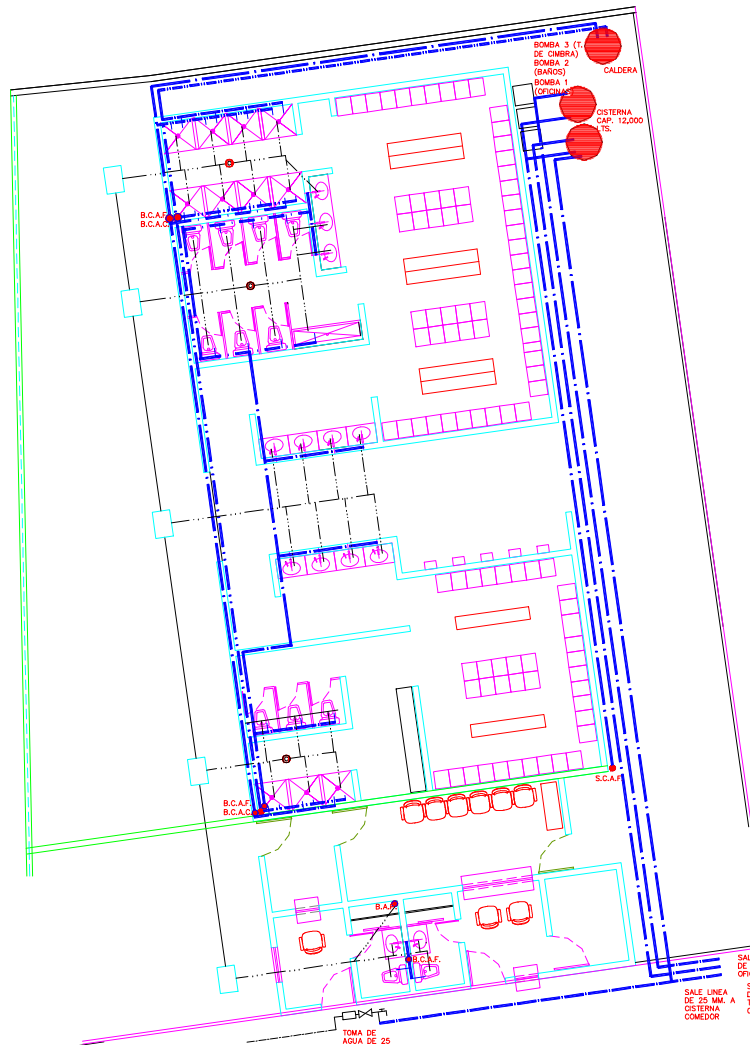 BOMBA 3 (T.
DE CIMBRA)
BOMBA 2
(BAÑOS)
BOMBA 1
(OFICINAS
CALDERA
CISTERNA
CAP. 12,000
LTS.
B.C.A.F.
B.C.A.C.
S.C.A.F.
B.C.A.F.
B.C.A.C.
B.C.A.F.
SALE LINEA
DE 25 MM. A
CISTERNA
COMEDOR
TOMA DE
AGUA DE 25